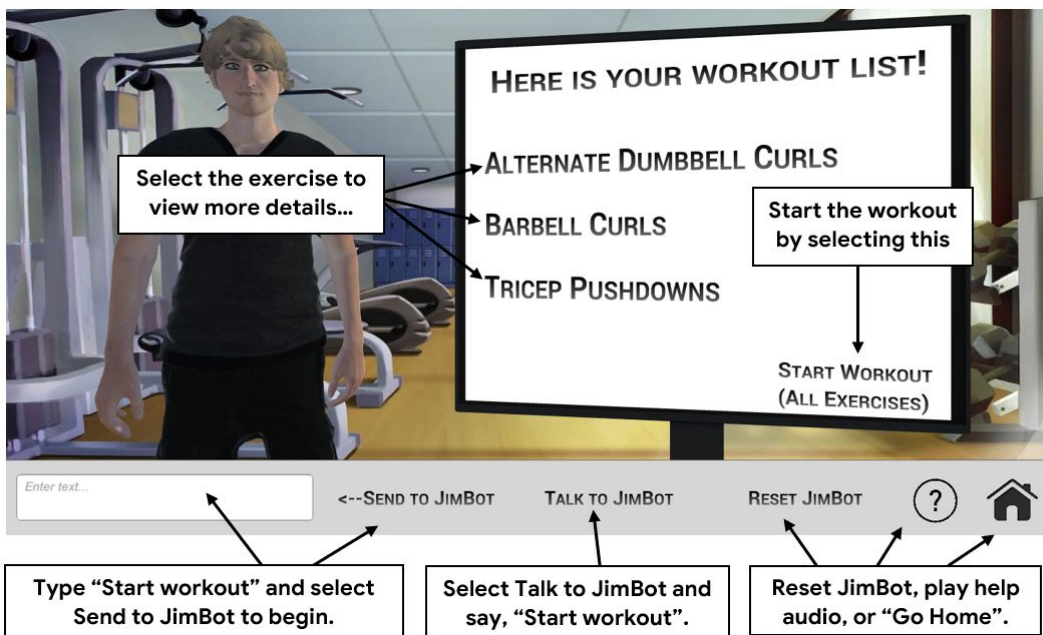 HERE IS YOUR WORKOUT LIST!
Select the exercise to
view more details...
ALTERNATE DUMBBELL CURLS
BARBELL CURLS
TRICEP PUSHDOWNS
Start the workout
by selecting this
START WORKOUT
(ALL EXERCISES)
Enter text...
<--SEND TO JIMBOT
TALK TO JIMBOT
RESET JIMBOT
?
Type “Start workout” and select
Send to JimBot to begin.
Select Talk to JimBot and
say, “Start workout”.
Reset JimBot, play help
audio, or “Go Home”.